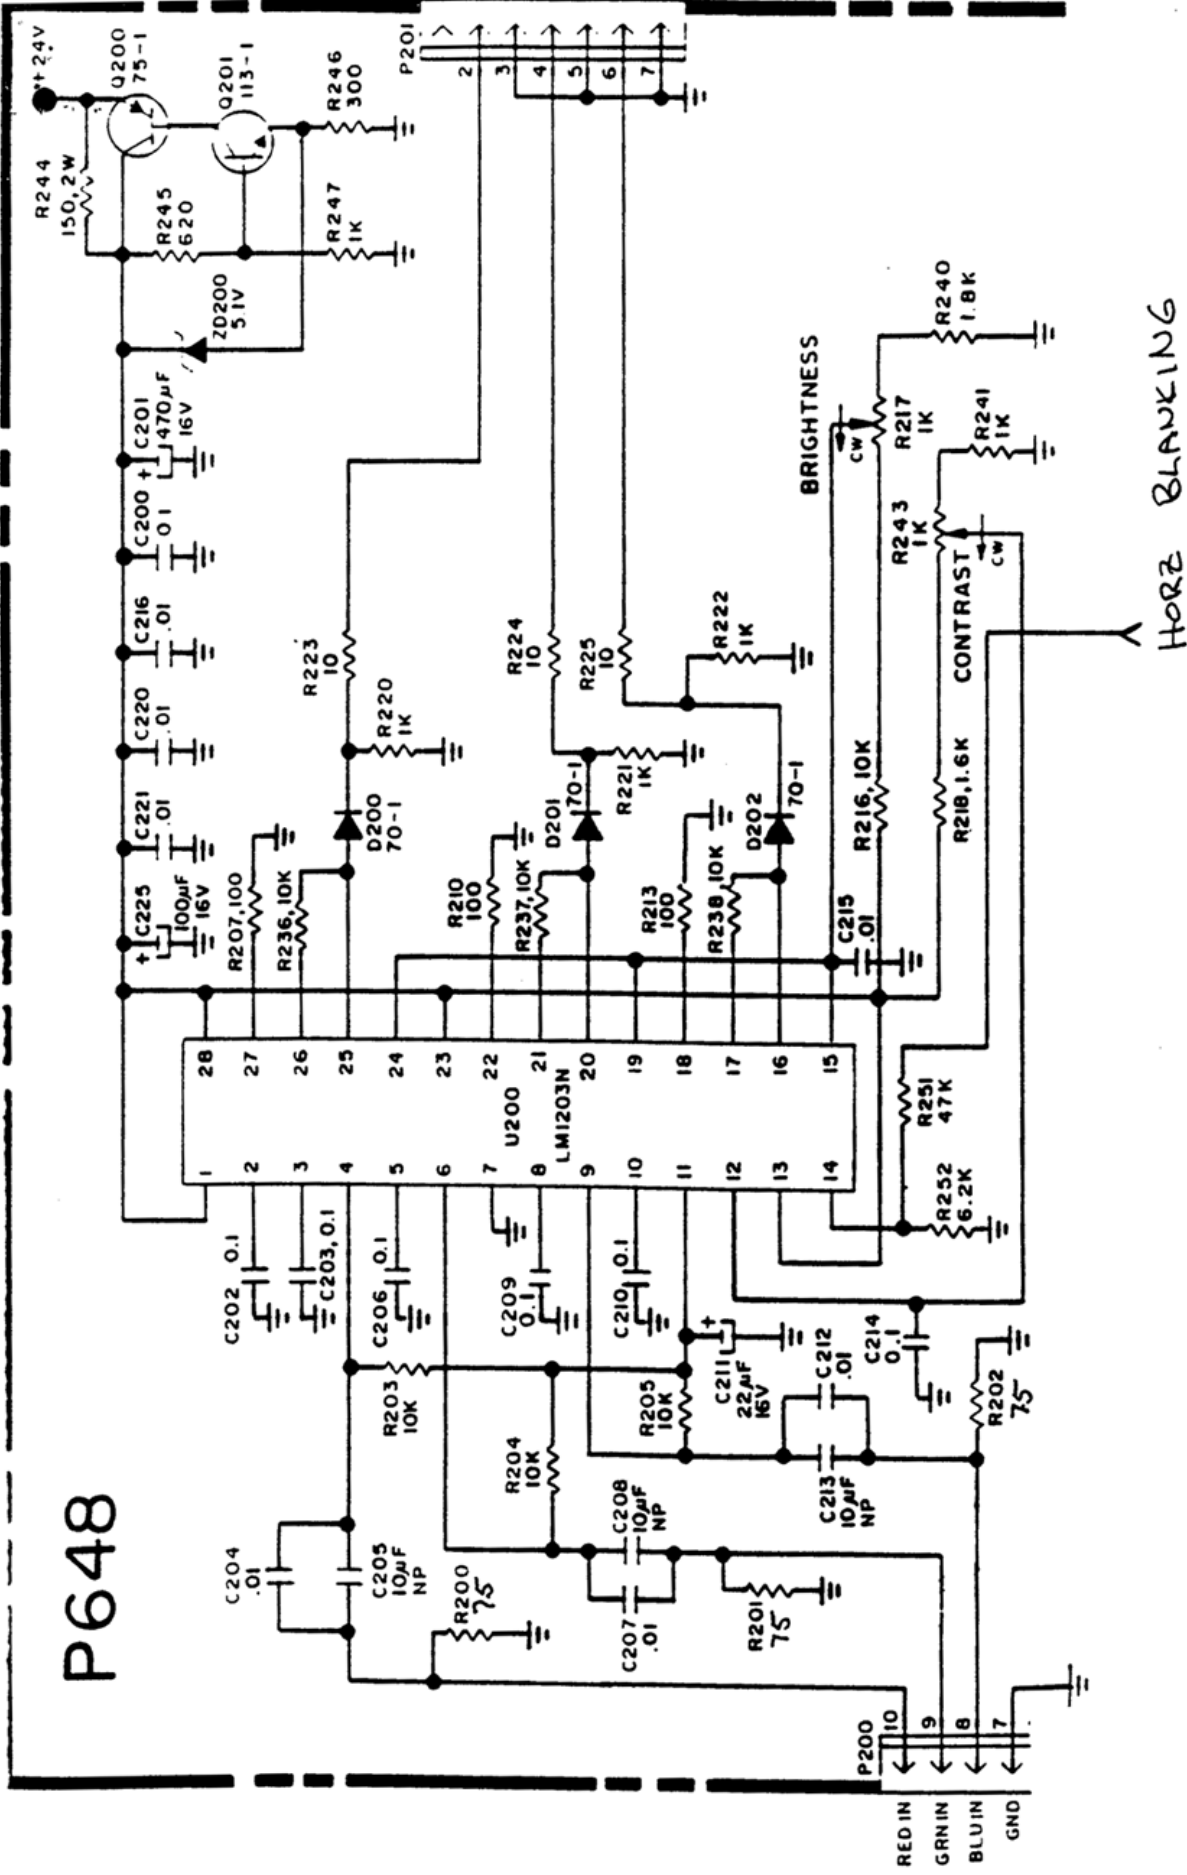 P648
+24V
Q200
75-1
Q201
113-1
R246
300
R244
150, 2W
R245
620
R247
1K
ZD200
5.1V
P201
2
3
4
5
6
7
C225
100µF
16V
+
C221
.01
C220
.01
C216
.01
C200
0.1
C201
470µF
16V
+
R207, 100
R236, 10K
D200
70-1
R220
1K
R223
10
R210
100
R237, 10K
D201
70-1
R221
1K
R224
10
R225
10
R222
1K
R213
100
R238, 10K
D202
70-1
C215
.01
R216, 10K
R218, 1.6K
BRIGHTNESS
CW
R217
1K
R240
1.8K
R243
1K
CONTRAST
CW
R241
1K
HORZ BLANKING
28
27
26
25
24
23
22
21
20
19
18
17
16
15
U200
LM1203N
1
2
3
4
5
6
7
8
9
10
11
12
13
14
R251
47K
R252
6.2K
C202 0.1
C203, 0.1
C206 0.1
C209
0.1
C210 0.1
C211
22µF
16V
+
C214
0.1
R203
10K
R204
10K
R205
10K
C212
.01
C213
10µF
NP
R202
75
C204
.01
C205
10µF
NP
R200
75
C208
10µF
NP
C207
.01
R201
75
P200
10
9
8
7
RED IN
GRN IN
BLU IN
GND